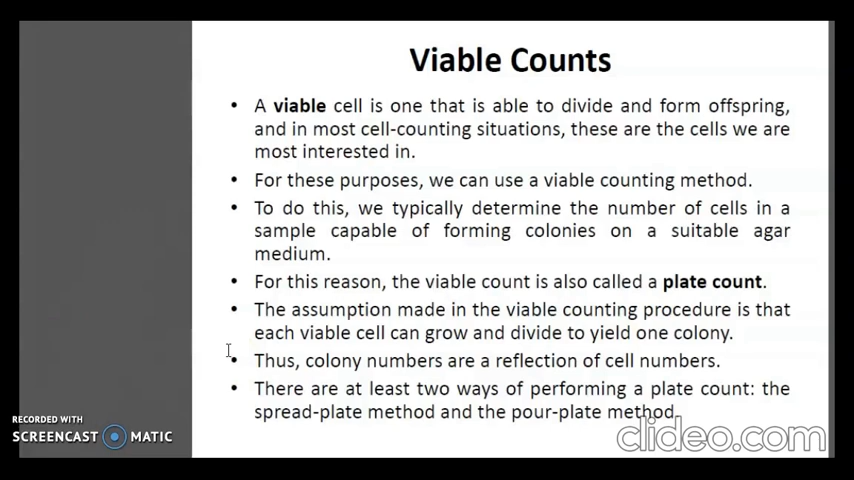 Viable Counts
• A viable cell is one that is able to divide and form offspring,
and in most cell-counting situations, these are the cells we are
most interested in.
• For these purposes, we can use a viable counting method.
• To do this, we typically determine the number of cells in a
sample capable of forming colonies on a suitable agar
medium.
• For this reason, the viable count is also called a plate count.
• The assumption made in the viable counting procedure is that
each viable cell can grow and divide to yield one colony.
• Thus, colony numbers are a reflection of cell numbers.
• There are at least two ways of performing a plate count: the
spread-plate method and the pour-plate method.
RECORDED WITH
SCREENCAST MATIC
clideo.com